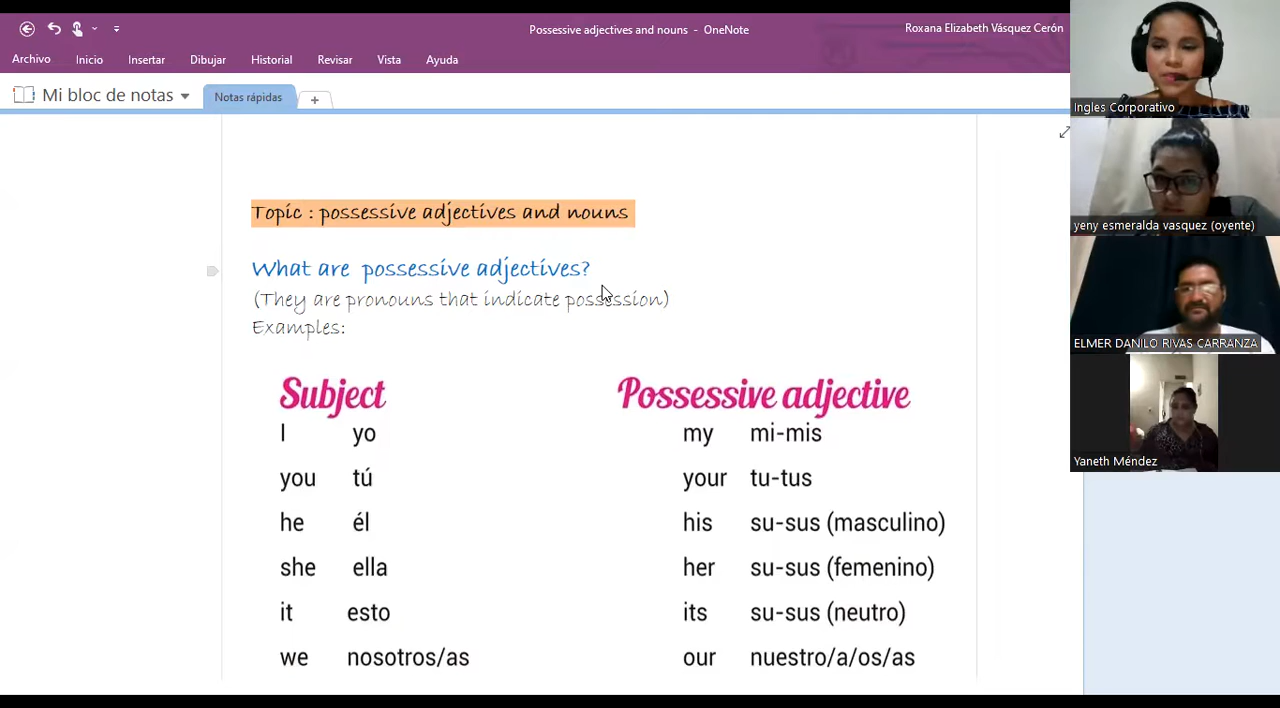 Possessive adjectives and nouns - OneNote
Roxana Elizabeth Vásquez Cerón
Archivo Inicio Insertar Dibujar Historial Revisar Vista Ayuda
Mi bloc de notas Notas rápidas +
Topic : possessive adjectives and nouns
What are possessive adjectives?
(They are pronouns that indicate possession)
Examples:
Subject Possessive adjective
I yo my mi-mis
you tú your tu-tus
he él his su-sus (masculino)
she ella her su-sus (femenino)
it esto its su-sus (neutro)
we nosotros/as our nuestro/a/os/as
Ingles Corporativo
yeny esmeralda vasquez (oyente)
ELMER DANILO RIVAS CARRANZA
Yaneth Méndez